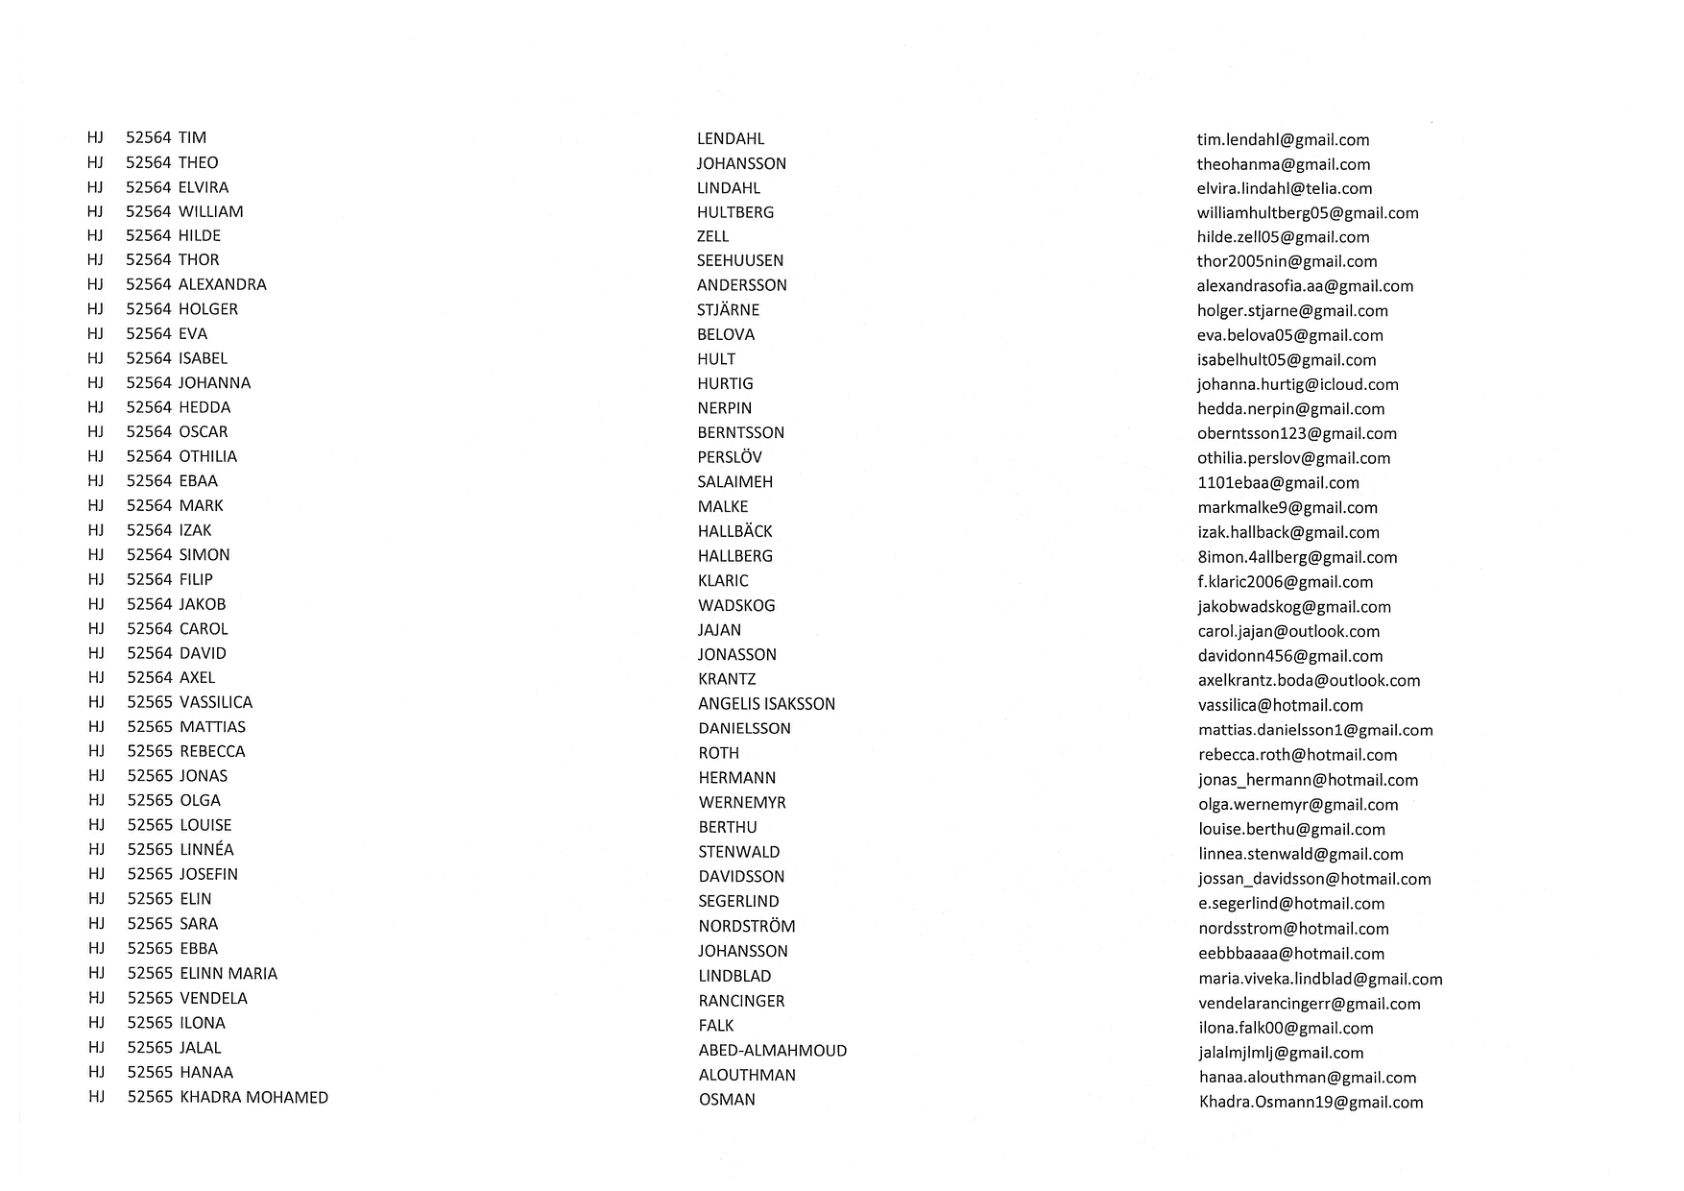 HJ 52564 TIM LENDAHL tim.lendahl@gmail.com
HJ 52564 THEO JOHANSSON theohanma@gmail.com
HJ 52564 ELVIRA LINDAHL elvira.lindahl@telia.com
HJ 52564 WILLIAM HULTBERG williamhultberg05@gmail.com
HJ 52564 HILDE ZELL hilde.zell05@gmail.com
HJ 52564 THOR SEEHUUSEN thor2005nin@gmail.com
HJ 52564 ALEXANDRA ANDERSSON alexandrasofia.aa@gmail.com
HJ 52564 HOLGER STJÄRNE holger.stjarne@gmail.com
HJ 52564 EVA BELOVA eva.belova05@gmail.com
HJ 52564 ISABEL HULT isabelhult05@gmail.com
HJ 52564 JOHANNA HURTIG johanna.hurtig@icloud.com
HJ 52564 HEDDA NERPIN hedda.nerpin@gmail.com
HJ 52564 OSCAR BERNTSSON oberntsson123@gmail.com
HJ 52564 OTHILIA PERSLÖV othilia.perslov@gmail.com
HJ 52564 EBAA SALAIMEH 1101ebaa@gmail.com
HJ 52564 MARK MALKE markmalke9@gmail.com
HJ 52564 IZAK HALLBÄCK izak.hallback@gmail.com
HJ 52564 SIMON HALLBERG 8imon.4allberg@gmail.com
HJ 52564 FILIP KLARIC f.klaric2006@gmail.com
HJ 52564 JAKOB WADSKOG jakobwadskog@gmail.com
HJ 52564 CAROL JAJAN carol.jajan@outlook.com
HJ 52564 DAVID JONASSON davidonn456@gmail.com
HJ 52564 AXEL KRANTZ axelkrantz.boda@outlook.com
HJ 52565 VASSILICA ANGELIS ISAKSSON vassilica@hotmail.com
HJ 52565 MATTIAS DANIELSSON mattias.danielsson1@gmail.com
HJ 52565 REBECCA ROTH rebecca.roth@hotmail.com
HJ 52565 JONAS HERMANN jonas_hermann@hotmail.com
HJ 52565 OLGA WERNEMYR olga.wernemyr@gmail.com
HJ 52565 LOUISE BERTHU louise.berthu@gmail.com
HJ 52565 LINNÉA STENWALD linnea.stenwald@gmail.com
HJ 52565 JOSEFIN DAVIDSSON jossan_davidsson@hotmail.com
HJ 52565 ELIN SEGERLIND e.segerlind@hotmail.com
HJ 52565 SARA NORDSTRÖM nordsstrom@hotmail.com
HJ 52565 EBBA JOHANSSON eebbbaaaa@hotmail.com
HJ 52565 ELINN MARIA LINDBLAD maria.viveka.lindblad@gmail.com
HJ 52565 VENDELA RANCINGER vendelarancingerr@gmail.com
HJ 52565 ILONA FALK ilona.falk00@gmail.com
HJ 52565 JALAL ABED-ALMAHMOUD jalalmjlmlj@gmail.com
HJ 52565 HANAA ALOUTHMAN hanaa.alouthman@gmail.com
HJ 52565 KHADRA MOHAMED OSMAN Khadra.Osmann19@gmail.com